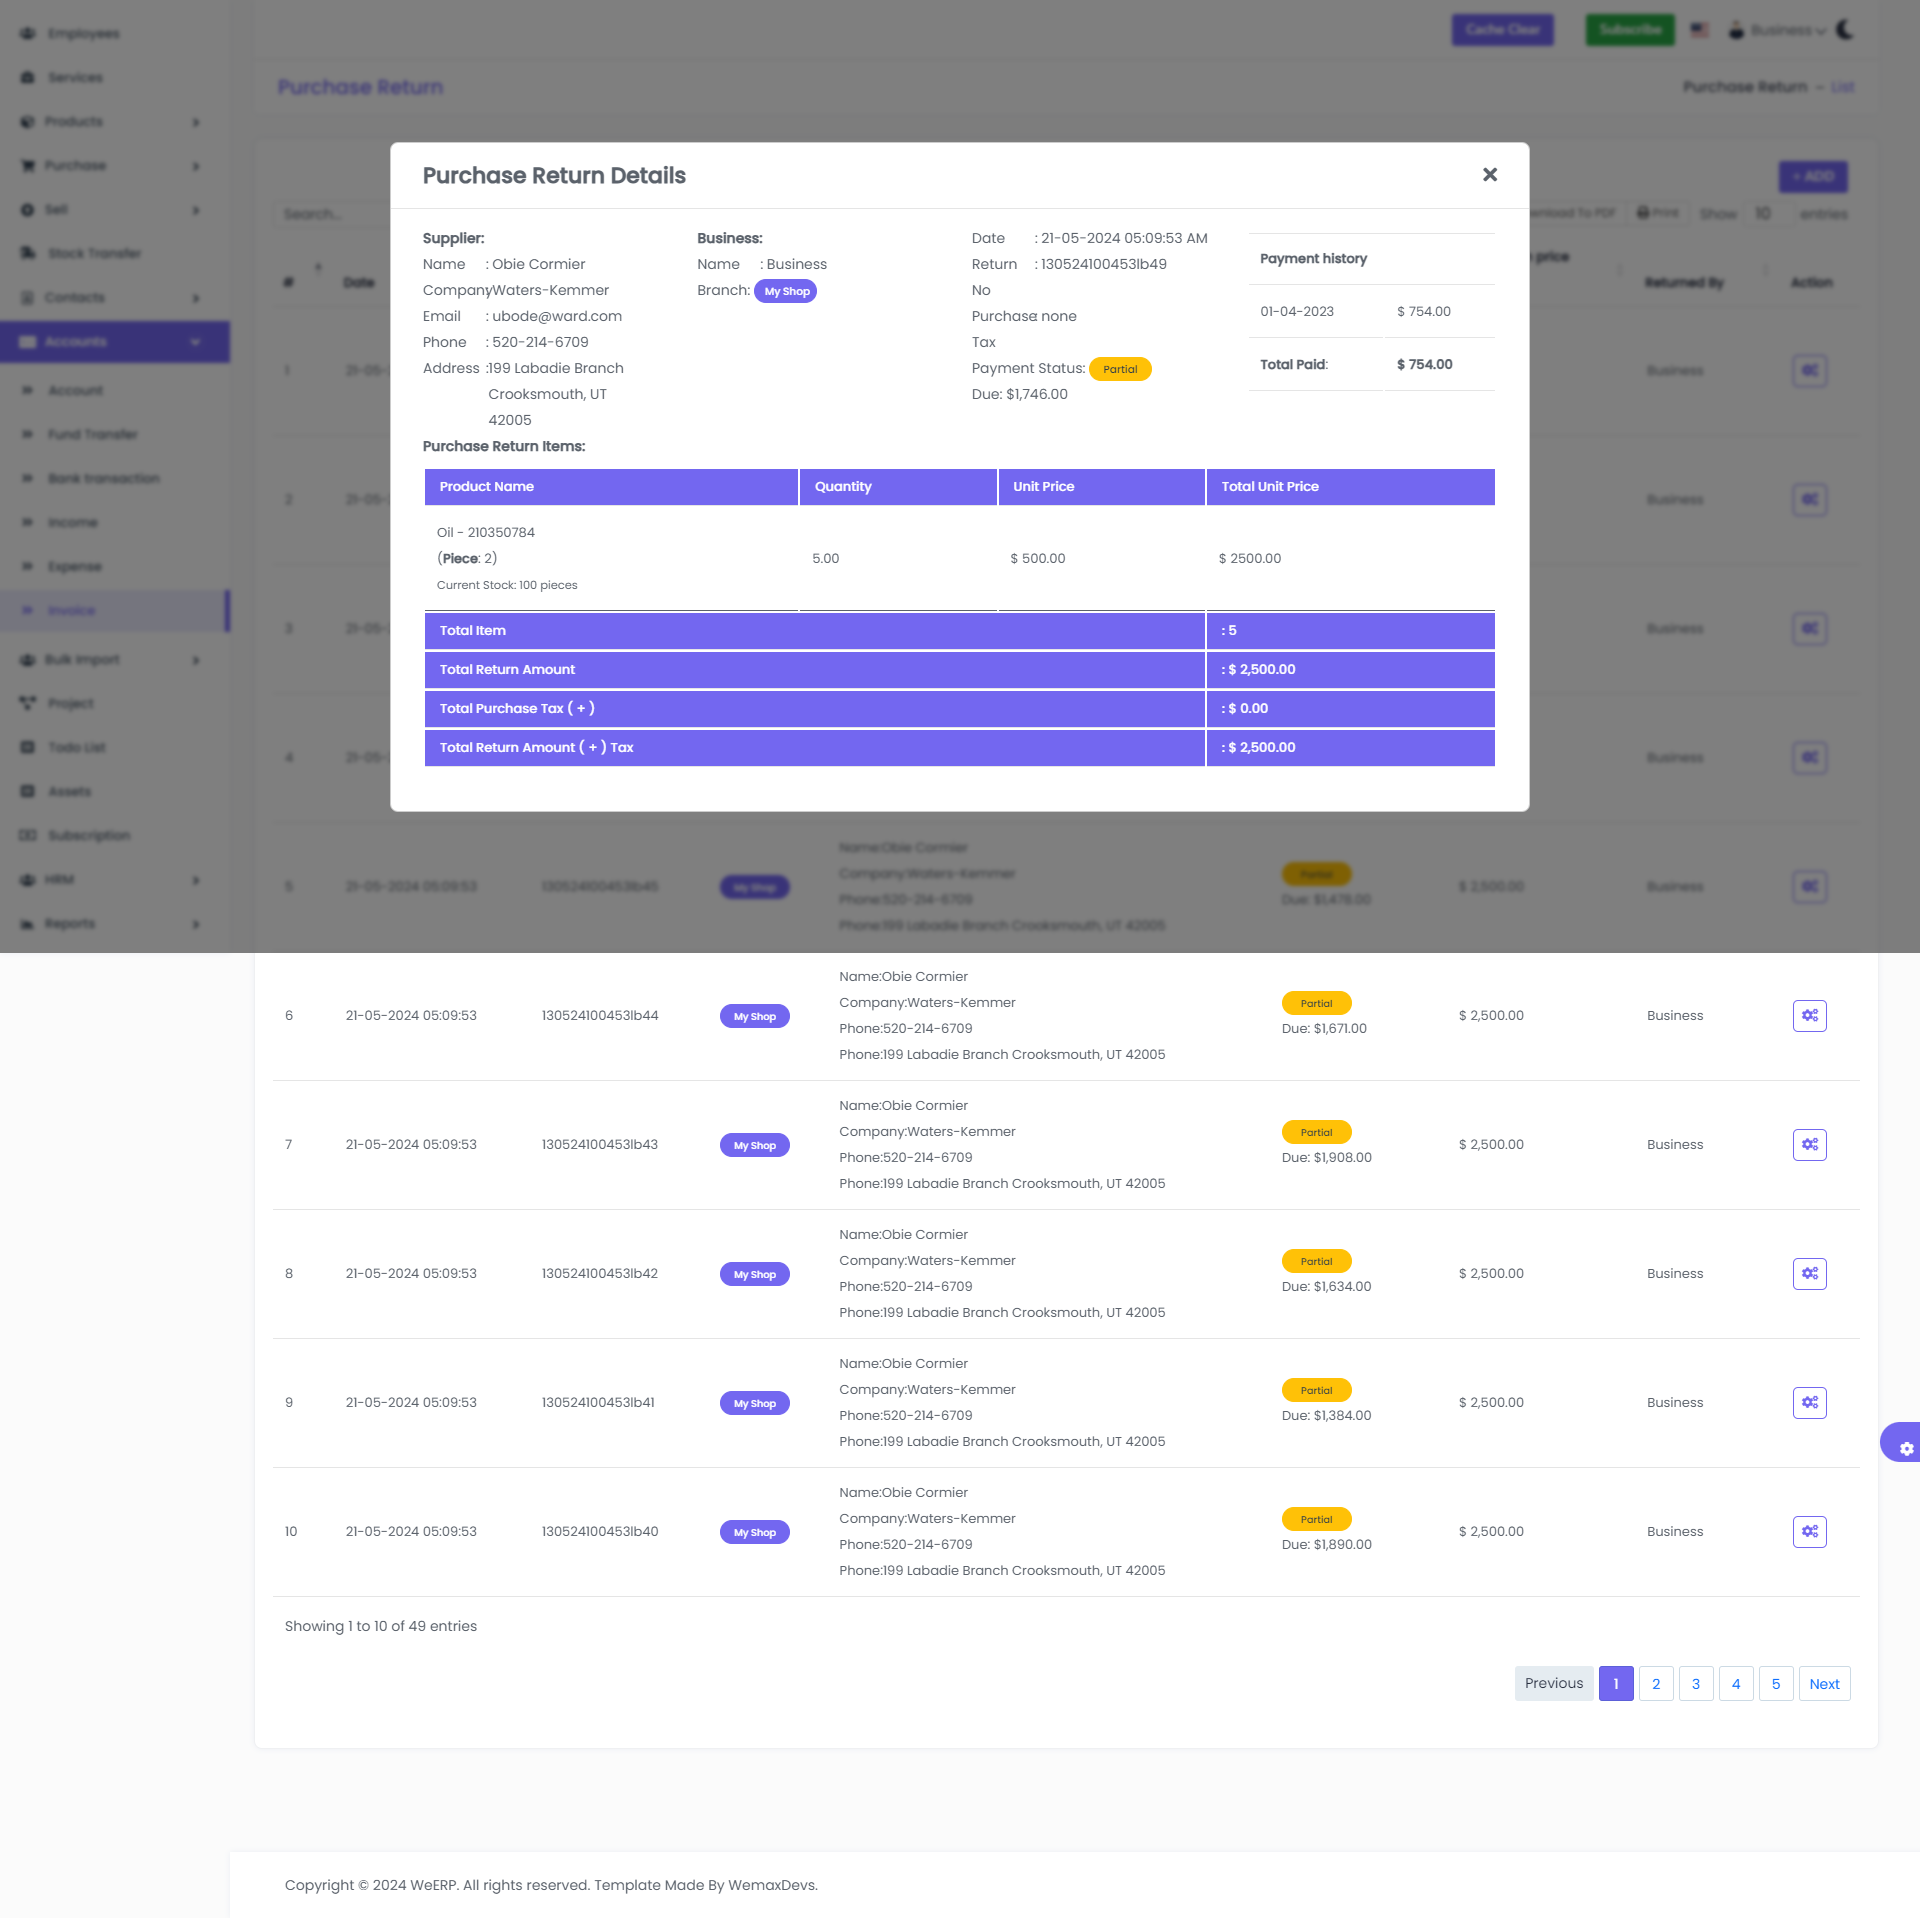 Employees
Services
Products
Purchase
Sell
Stock Transfer
Contacts
Accounts
Account
Fund Transfer
Bank transaction
Income
Expense
Invoice
Bulk Import
Project
Todo List
Assets
Subscription
HRM
Reports
Cache Clear
Subscribe
Business
Purchase Return
Purchase Return – List
+ ADD
Search...
Print
Show 10 entries
# Date price Returned By Action
1 Business
2 Business
3 Business
4 Business
Purchase Return Details
Supplier:
Name : Obie Cormier
Company: Waters-Kemmer
Email : ubode@ward.com
Phone : 520-214-6709
Address :199 Labadie Branch
Crooksmouth, UT
42005
Business:
Name : Business
Branch: My Shop
Date : 21-05-2024 05:09:53 AM
Return : 130524100453lb49
No
Purchase: none
Tax
Payment Status: Partial
Due: $1,746.00
Payment history
01-04-2023 $ 754.00
Total Paid: $ 754.00
Purchase Return Items:
Product Name Quantity Unit Price Total Unit Price
Oil - 210350784
(Piece: 2) 5.00 $ 500.00 $ 2500.00
Current Stock: 100 pieces
Total Item : 5
Total Return Amount : $ 2,500.00
Total Purchase Tax ( + ) : $ 0.00
Total Return Amount ( + ) Tax : $ 2,500.00
Name:Obie Cormier
Company:Waters-Kemmer Partial
5 21-05-2024 05:09:53 130524100453lb45 My Shop $ 2,500.00 Business
Phone:520-214-6709 Due: $1,478.00
Phone:199 Labadie Branch Crooksmouth, UT 42005
Name:Obie Cormier
Company:Waters-Kemmer Partial
6 21-05-2024 05:09:53 130524100453lb44 My Shop $ 2,500.00 Business
Phone:520-214-6709 Due: $1,671.00
Phone:199 Labadie Branch Crooksmouth, UT 42005
Name:Obie Cormier
Company:Waters-Kemmer Partial
7 21-05-2024 05:09:53 130524100453lb43 My Shop $ 2,500.00 Business
Phone:520-214-6709 Due: $1,908.00
Phone:199 Labadie Branch Crooksmouth, UT 42005
Name:Obie Cormier
Company:Waters-Kemmer Partial
8 21-05-2024 05:09:53 130524100453lb42 My Shop $ 2,500.00 Business
Phone:520-214-6709 Due: $1,634.00
Phone:199 Labadie Branch Crooksmouth, UT 42005
Name:Obie Cormier
Company:Waters-Kemmer Partial
9 21-05-2024 05:09:53 130524100453lb41 My Shop $ 2,500.00 Business
Phone:520-214-6709 Due: $1,384.00
Phone:199 Labadie Branch Crooksmouth, UT 42005
Name:Obie Cormier
Company:Waters-Kemmer Partial
10 21-05-2024 05:09:53 130524100453lb40 My Shop $ 2,500.00 Business
Phone:520-214-6709 Due: $1,890.00
Phone:199 Labadie Branch Crooksmouth, UT 42005
Showing 1 to 10 of 49 entries
Previous 1 2 3 4 5 Next
Copyright © 2024 WeERP. All rights reserved. Template Made By WemaxDevs.